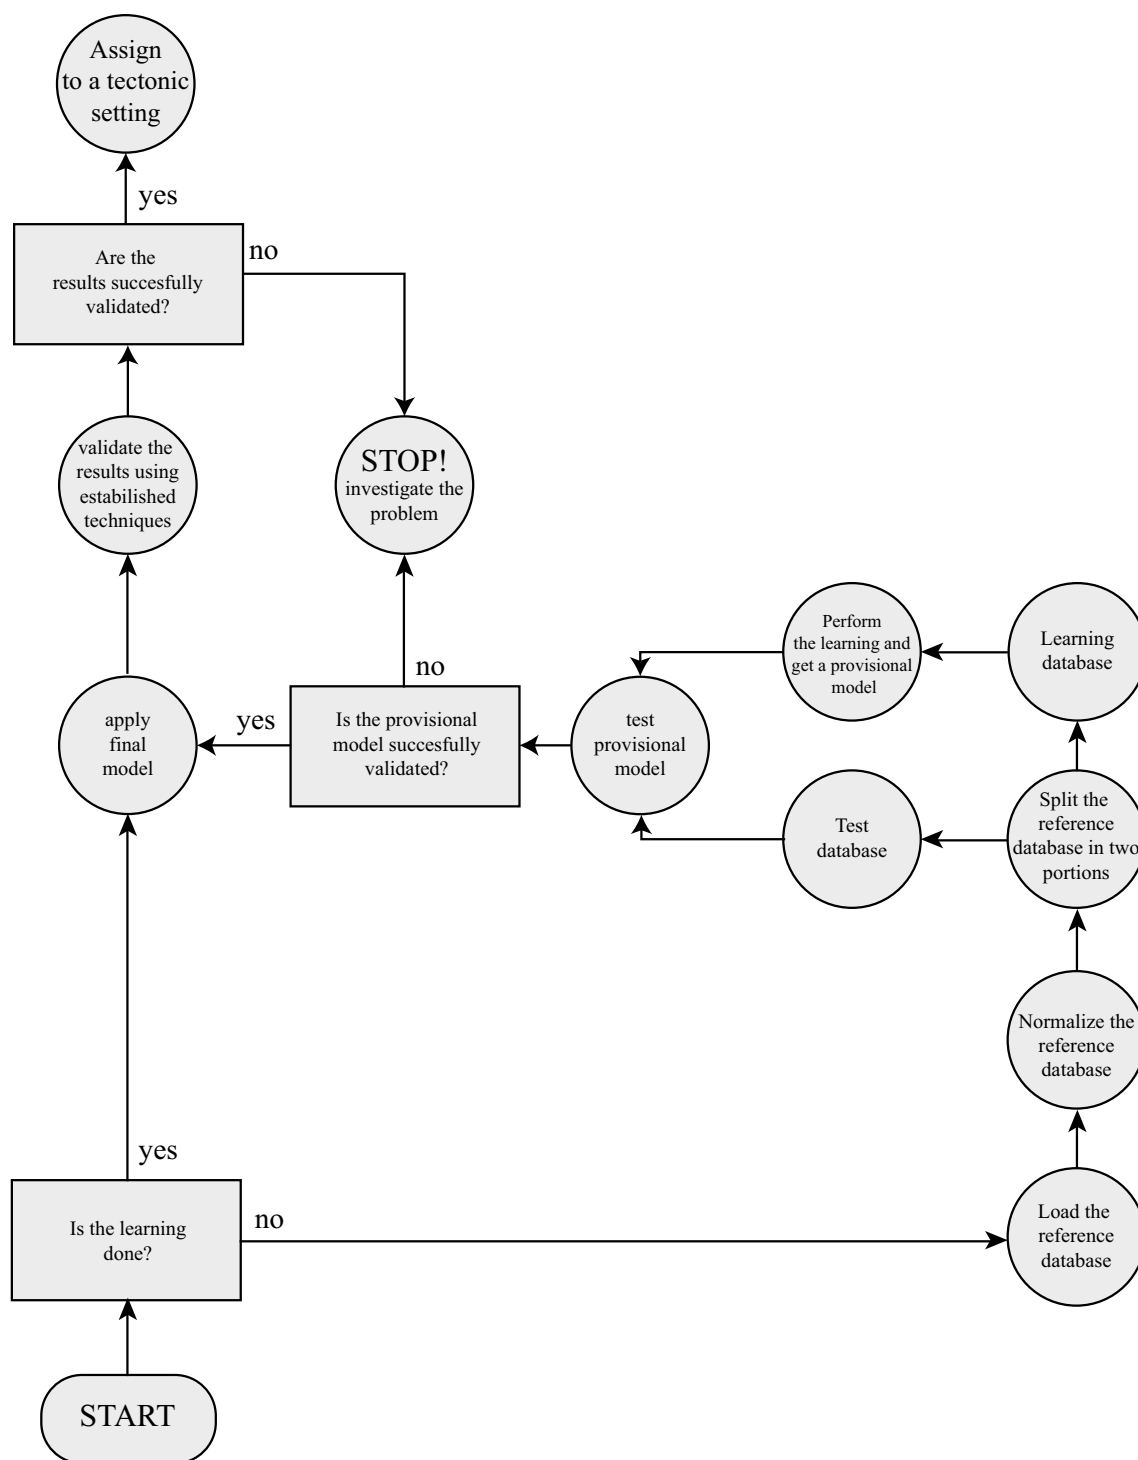 Assign
to a tectonic
setting
yes
Are the
results succesfully
validated?
no
validate the
results using
estabilished
techniques
STOP!
investigate the
problem
no
yes
apply
final
model
Is the provisional
model succesfully
validated?
test
provisional
model
Perform
the learning and
get a provisional
model
Learning
database
Test
database
Split the
reference
database in two
portions
Normalize the
reference
database
yes
Is the learning
done?
no
Load the
reference
database
START